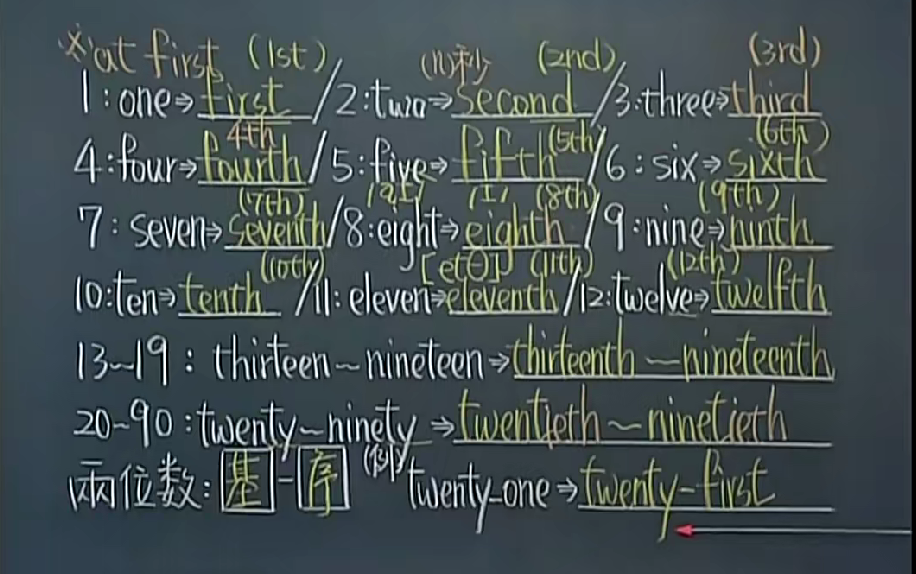 ※ at first (1st) (n)秒 (2nd) (3rd)
1:one⇒first/2:two⇒second/3:three⇒third
4th (5th) (6th)
4:four⇒fourth/5:five⇒fifth/6:six⇒sixth
(7th) (8th) (9th)
7:seven⇒seventh/8:eight⇒eighth/9:nine⇒ninth
(10th) [etθ] (11th) (12th)
10:ten⇒tenth/11:eleven⇒eleventh/12:twelve⇒twelfth
13~19:thirteen~nineteen⇒thirteenth~nineteenth
20~90:twenty~ninety⇒twentieth~ninetieth
兩位数:基-序 (例) twenty-one⇒twenty-first